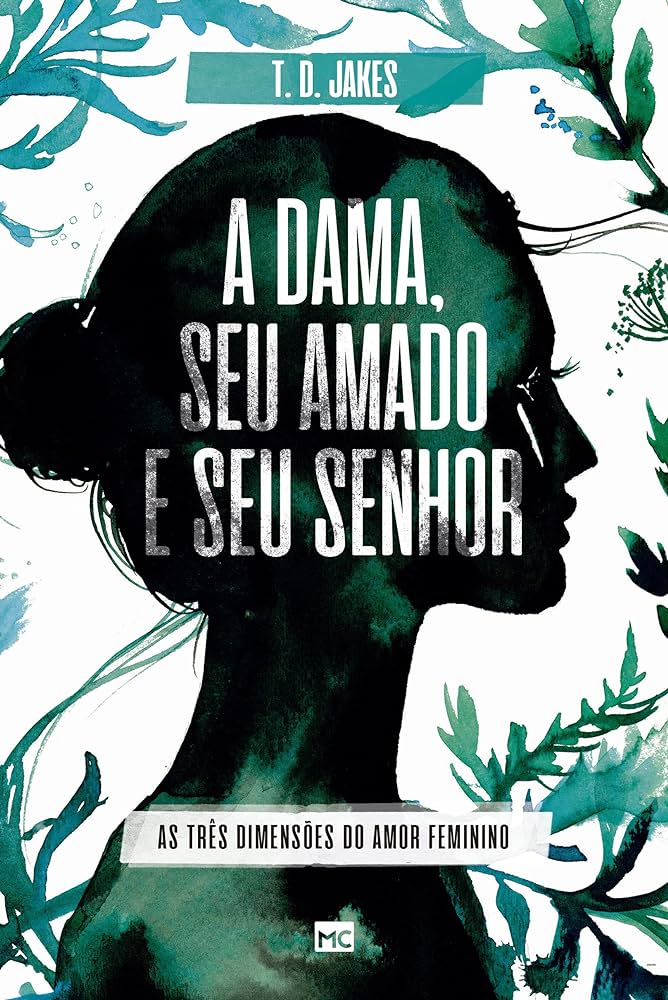 T. D. JAKES
A DAMA,
SEU AMADO
E SEU SENHOR
AS TRÊS DIMENSÕES DO AMOR FEMININO
MC